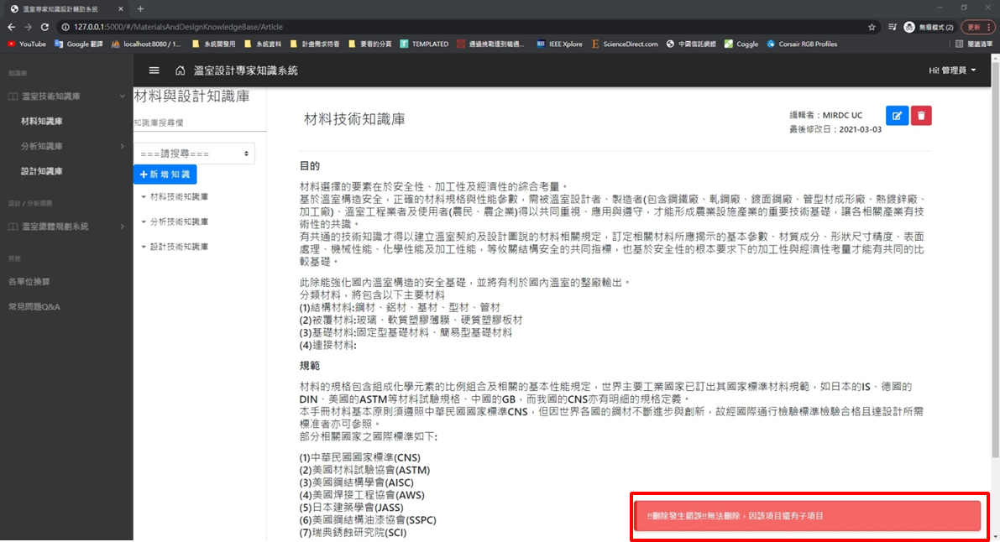 溫室專家知識設計輔助系統
127.0.0.1:5000/#/MaterialsAndDesignKnowledgeBase/Article
無痕模式 (2)
更新
YouTube
Google 翻譯
localhost:8080 / 1...
系統開發用
系統資料
計畫需求待看
要看的分頁
TEMPLATED
通過挑戰達到精通...
IEEE Xplore
ScienceDirect.com
中國信託網銀
Coggle
Corsair RGB Profiles
閱讀清單
溫室設計專家知識系統
Hi! 管理員
知識庫
溫室技術知識庫
材料知識庫
分析知識庫
設計知識庫
溫室總體規劃系統
其他
各單位換算
常見問題Q&A
材料與設計知識庫
知識庫搜尋欄
===請搜尋===
新增知識
材料技術知識庫
分析技術知識庫
設計技術知識庫
材料技術知識庫
編輯者：MIRDC UC
最後修改日：2021-03-03
目的
材料選擇的要素在於安全性、加工性及經濟性的綜合考量。
基於溫室構造安全，正確的材料規格與性能參數，需被溫室設計者、製造者(包含鋼鐵廠、軋鋼廠、鍍面鋼廠、管型材成形廠、熱鍍鋅廠、
加工廠)、溫室工程業者及使用者(農民、農企業)得以共同重視、應用與遵守，才能形成農業設施產業的重要技術基礎，讓各相關產業有技
術性的共識。
有共通的技術知識才得以建立溫室契約及設計圖說的材料相關規定，訂定相關材料所應揭示的基本參數、材質成分、形狀尺寸精度、表面
處理、機械性能、化學性能及加工性能，等攸關結構安全的共同指標，也基於安全性的根本要求下的加工性與經濟性考量才能有共同的比
較基礎。
此除能強化國內溫室構造的安全基礎，並將有利於國內溫室的整廠輸出。
分類材料，將包含以下主要材料
(1)結構材料:鋼材、鋁材、基材、型材、管材
(2)被覆材料:玻璃、軟質塑膠薄膜、硬質塑膠板材
(3)基礎材料:固定型基礎材料、簡易型基礎材料
(4)連接材料:
規範
材料的規格包含組成化學元素的比例組合及相關的基本性能規定，世界主要工業國家已訂出其國家標準材料規範，如日本的IS、德國的
DIN、美國的ASTM等材料試驗規格、中國的GB，而我國的CNS亦有明細的規格定義。
本手冊材料基本原則須遵照中華民國國家標準CNS，但因世界各國的鋼材不斷進步與創新，故經國際通行檢驗標準檢驗合格且達設計所需
標准者亦可參照。
部分相關國家之國際標準如下:
(1)中華民國國家標準(CNS)
(2)美國材料試驗協會(ASTM)
(3)美國鋼結構學會(AISC)
(4)美國焊接工程協會(AWS)
(5)日本建築學會(JASS)
(6)美國鋼結構油漆協會(SSPC)
(7)瑞典銹蝕研究院(SCI)
!!刪除發生錯誤!!無法刪除，因該項目還有子項目